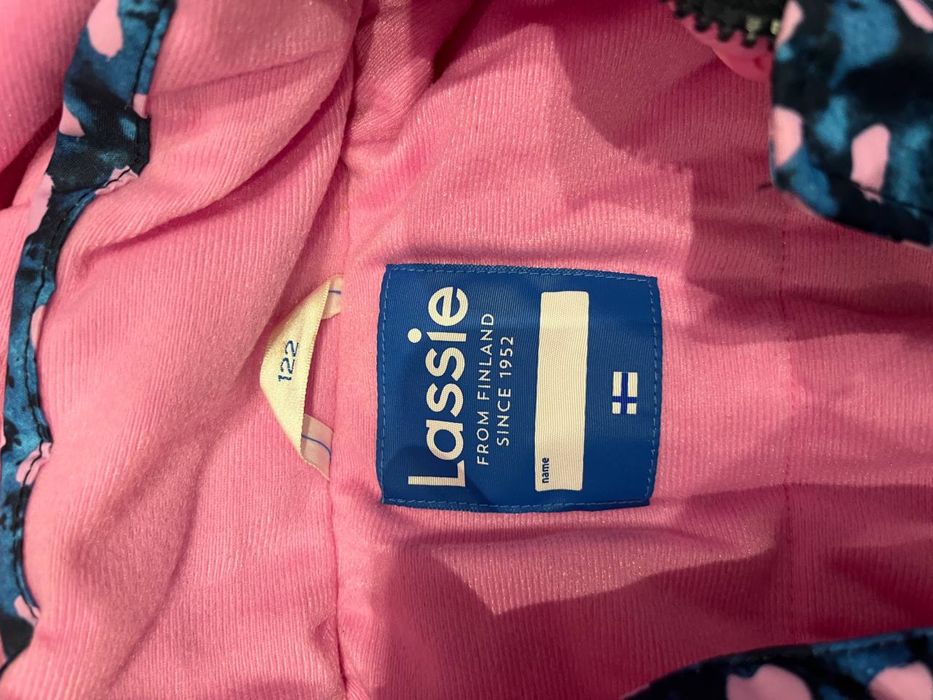 122
Lassie
FROM FINLAND
SINCE 1952
name